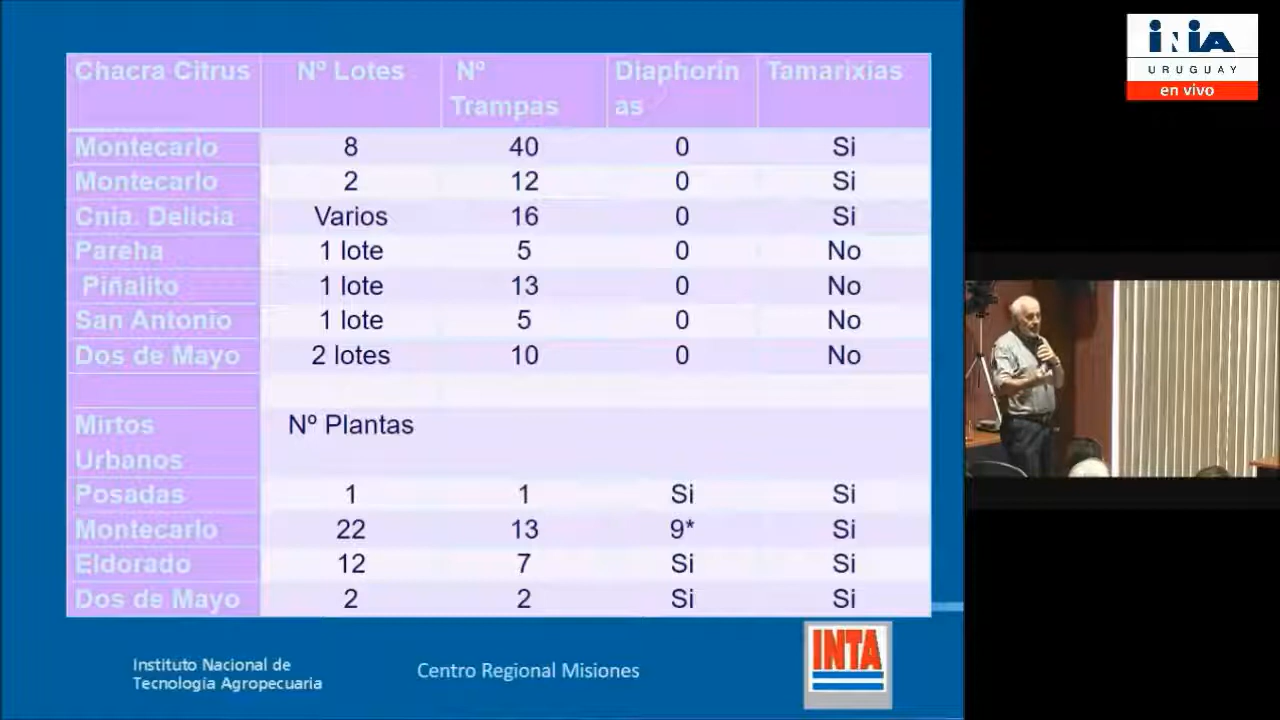 Chacra Citrus Nº Lotes Nº Trampas Diaphorin as Tamarixias
Montecarlo 8 40 0 Si
Montecarlo 2 12 0 Si
Cnia. Delicia Varios 16 0 Si
Pareha 1 lote 5 0 No
Piñalito 1 lote 13 0 No
San Antonio 1 lote 5 0 No
Dos de Mayo 2 lotes 10 0 No
Mirtos Urbanos Nº Plantas
Posadas 1 1 Si Si
Montecarlo 22 13 9* Si
Eldorado 12 7 Si Si
Dos de Mayo 2 2 Si Si
Instituto Nacional de
Tecnología Agropecuaria
Centro Regional Misiones
INTA
iNiA
URUGUAY
en vivo